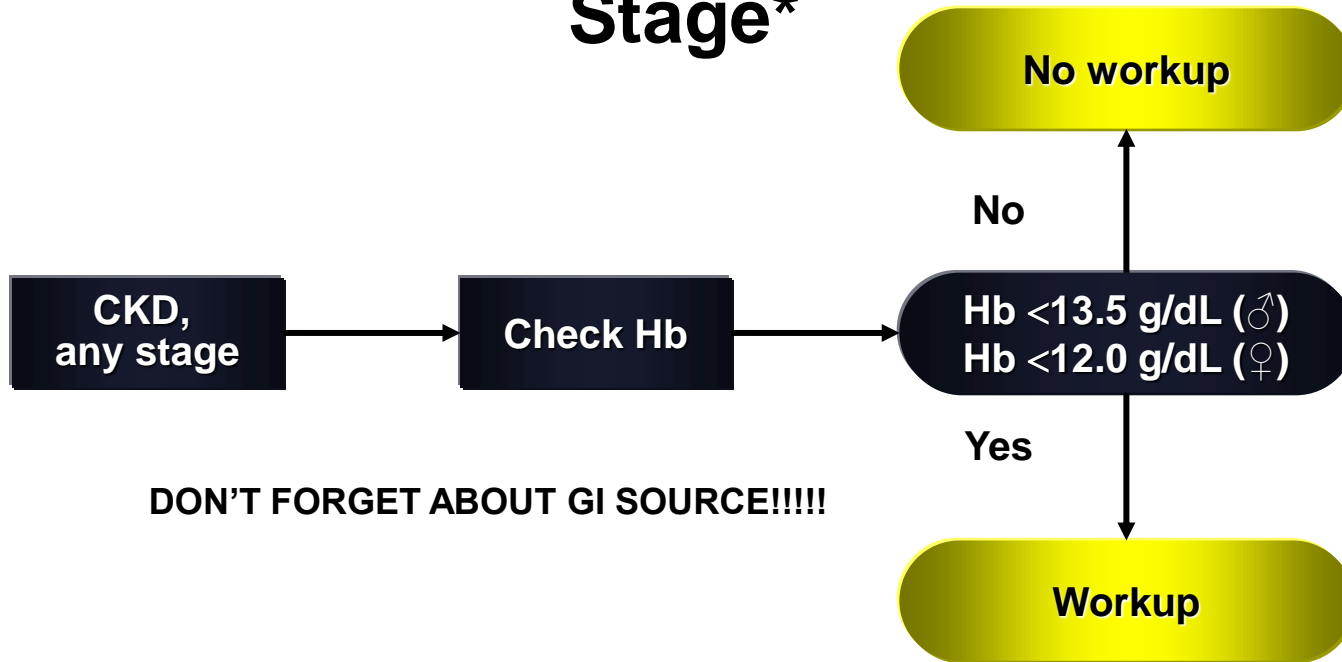 Stage*
No workup
No
CKD,
any stage
Check Hb
Hb <13.5 g/dL (♂)
Hb <12.0 g/dL (♀)
Yes
DON’T FORGET ABOUT GI SOURCE!!!!!
Workup